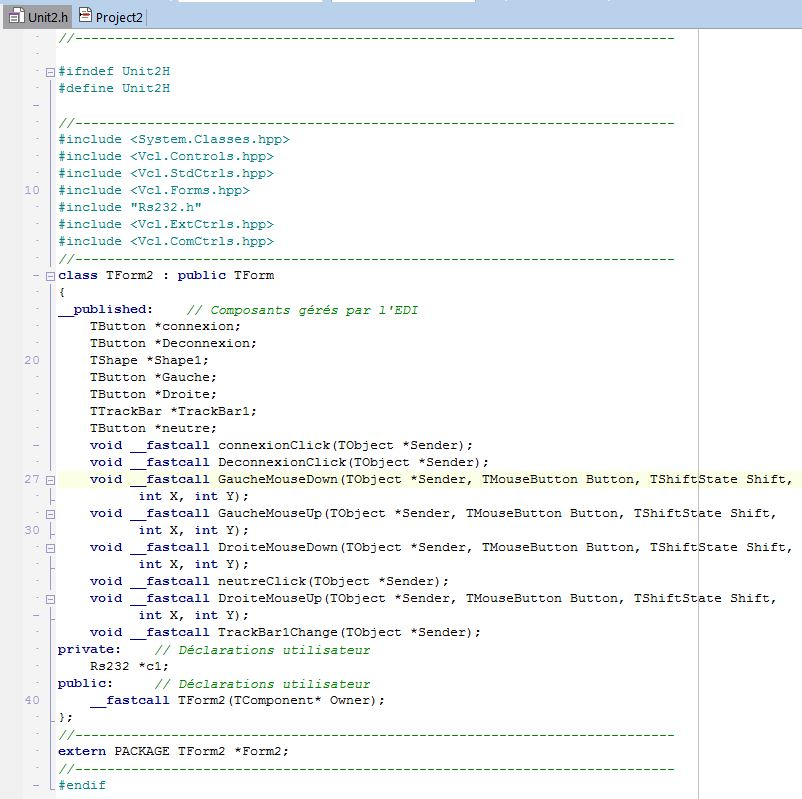 Unit2.h Project2
//---------------------------------------------------------------------------
#ifndef Unit2H
#define Unit2H
//---------------------------------------------------------------------------
#include <System.Classes.hpp>
#include <Vcl.Controls.hpp>
#include <Vcl.StdCtrls.hpp>
10 #include <Vcl.Forms.hpp>
#include "Rs232.h"
#include <Vcl.ExtCtrls.hpp>
#include <Vcl.ComCtrls.hpp>
//---------------------------------------------------------------------------
class TForm2 : public TForm
{
__published:    // Composants gérés par l'EDI
    TButton *connexion;
    TButton *Deconnexion;
20     TShape *Shape1;
    TButton *Gauche;
    TButton *Droite;
    TTrackBar *TrackBar1;
    TButton *neutre;
    void __fastcall connexionClick(TObject *Sender);
    void __fastcall DeconnexionClick(TObject *Sender);
27     void __fastcall GaucheMouseDown(TObject *Sender, TMouseButton Button, TShiftState Shift,
          int X, int Y);
    void __fastcall GaucheMouseUp(TObject *Sender, TMouseButton Button, TShiftState Shift,
30           int X, int Y);
    void __fastcall DroiteMouseDown(TObject *Sender, TMouseButton Button, TShiftState Shift,
          int X, int Y);
    void __fastcall neutreClick(TObject *Sender);
    void __fastcall DroiteMouseUp(TObject *Sender, TMouseButton Button, TShiftState Shift,
          int X, int Y);
    void __fastcall TrackBar1Change(TObject *Sender);
private:    // Déclarations utilisateur
    Rs232 *c1;
public:     // Déclarations utilisateur
40     __fastcall TForm2(TComponent* Owner);
};
//---------------------------------------------------------------------------
extern PACKAGE TForm2 *Form2;
//---------------------------------------------------------------------------
#endif